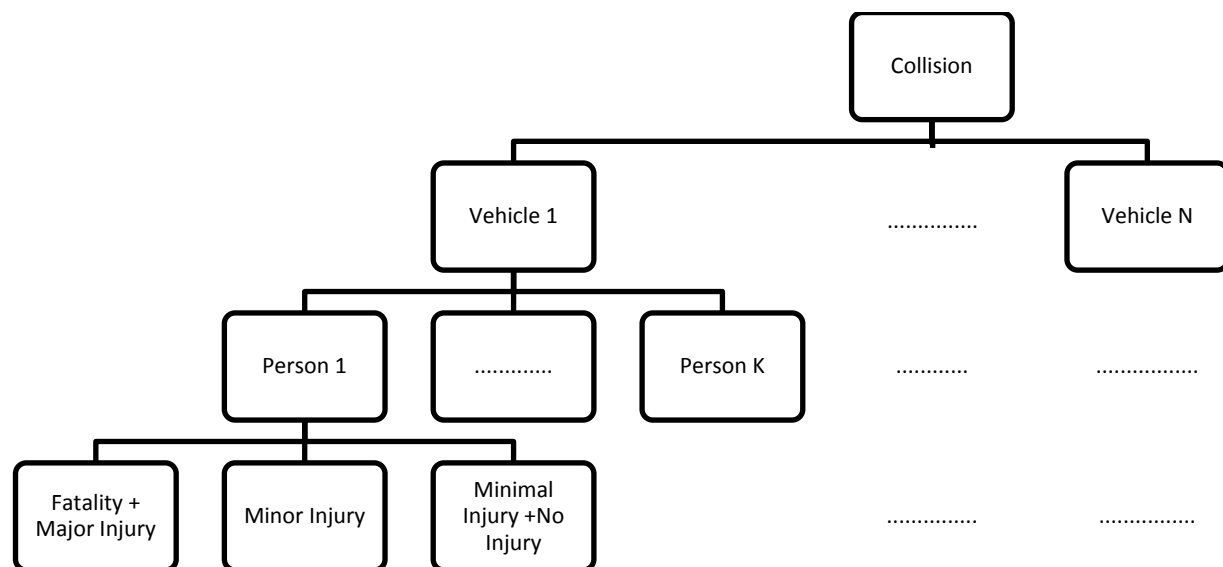 Collision
Vehicle 1
...............
Vehicle N
Person 1
.............
Person K
............
.................
Fatality +
Major Injury
Minor Injury
Minimal
Injury +No
Injury
...............
................